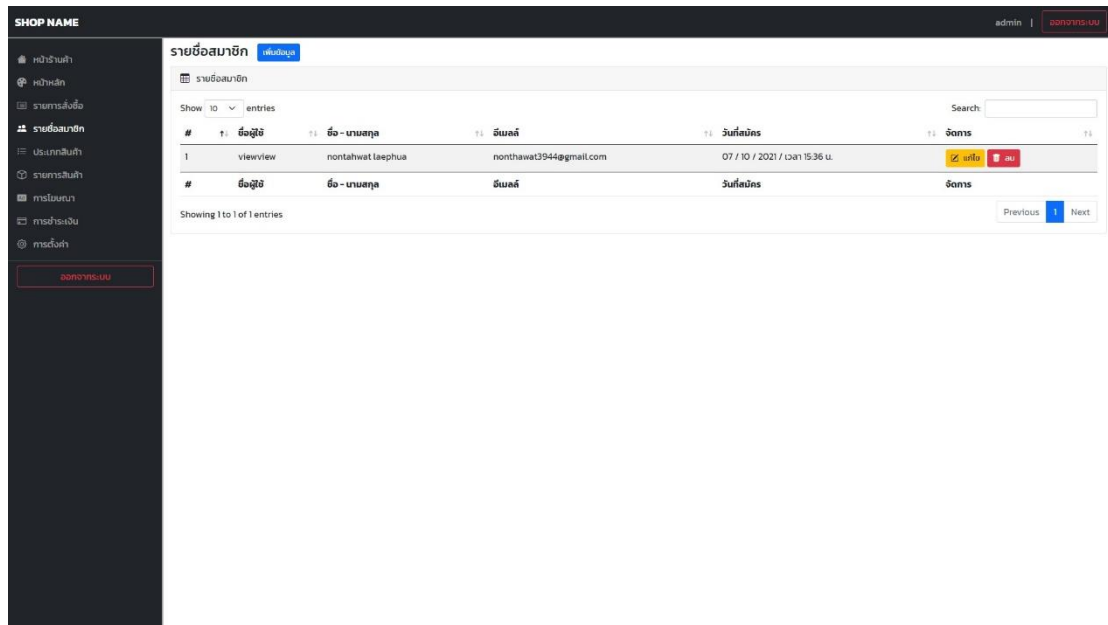 SHOP NAME
admin | ออกจากระบบ
หน้าร้านค้า
หน้าหลัก
รายการสั่งซื้อ
รายชื่อสมาชิก
ประเภทสินค้า
รายการสินค้า
การโฆษณา
การชำระเงิน
การตั้งค่า
ออกจากระบบ
รายชื่อสมาชิก เพิ่มข้อมูล
รายชื่อสมาชิก
Show 10 entries Search:
# ชื่อผู้ใช้ ชื่อ - นามสกุล อีเมลล์ วันที่สมัคร จัดการ
1 viewview nontahwat laephua nonthawat3944@gmail.com 07 / 10 / 2021 / เวลา 15:36 น. แก้ไข ลบ
# ชื่อผู้ใช้ ชื่อ - นามสกุล อีเมลล์ วันที่สมัคร จัดการ
Showing 1 to 1 of 1 entries Previous 1 Next